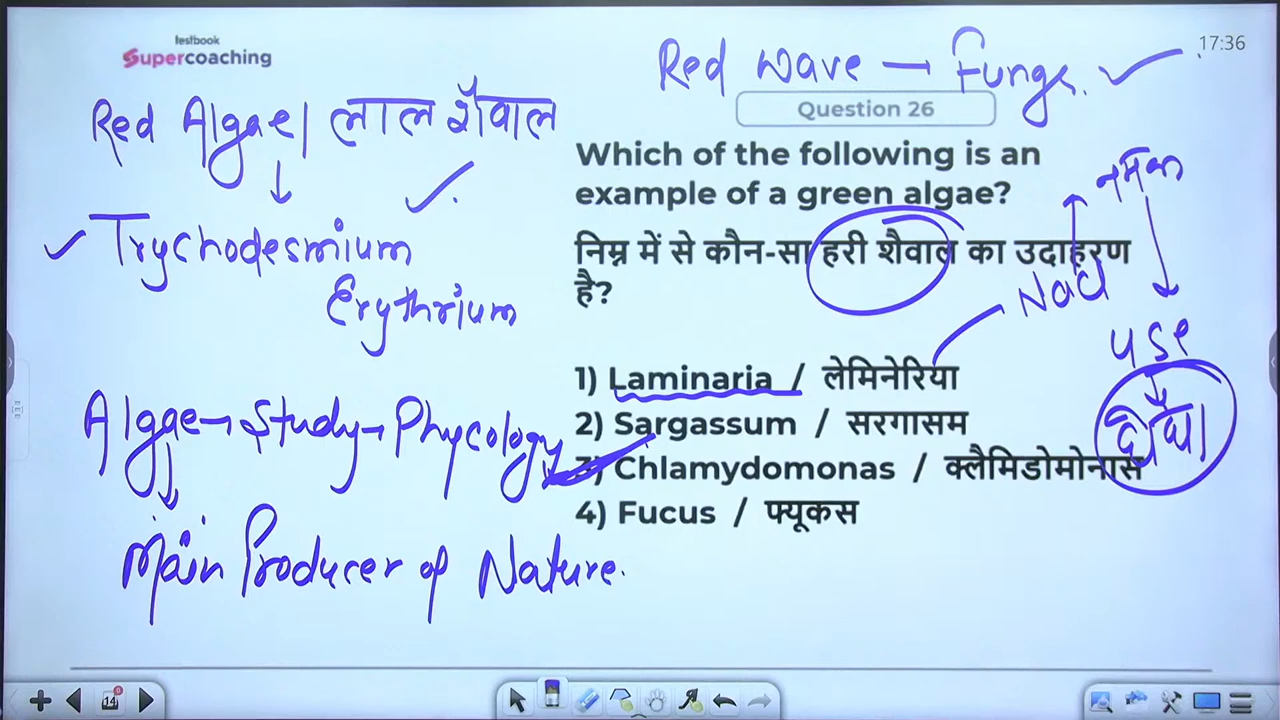 testbook
Supercoaching
17:36
Red wave – Fungs.
Red Algae | लाल शैवाल
Trychodesmium
Erythrium
Algae → Study → Phycology
Main Producer of Nature.
Question 26
Which of the following is an
example of a green algae?
निम्न में से कौन-सा हरी शैवाल का उदाहरण
है?
1) Laminaria / लेमिनेरिया
2) Sargassum / सरगासम
3) Chlamydomonas / क्लैमिडोमोनास
4) Fucus / फ्यूकस
नमक
NaCl
use
14